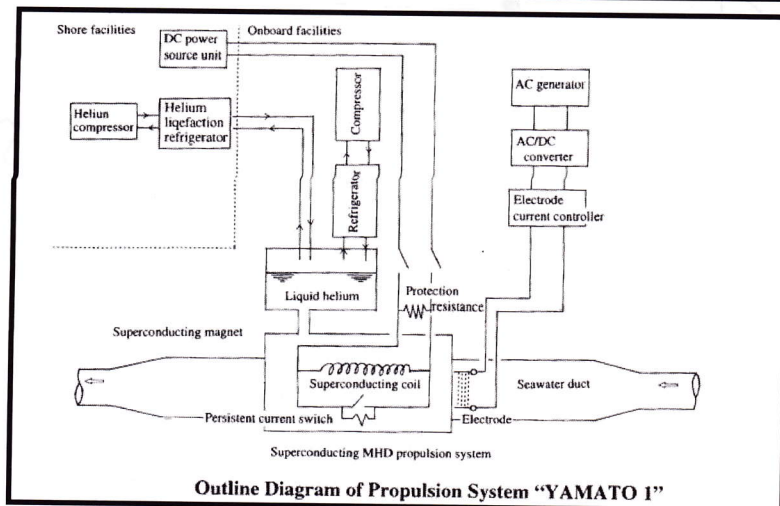 Shore facilities
Onboard facilities
DC power
source unit
Heliun
compressor
Helium
liqefaction
refrigerator
Compressor
Refrigerator
AC generator
AC/DC
converter
Electrode
current controller
Liquid helium
Protection
resistance
Superconducting magnet
Superconducting coil
Seawater duct
Persistent current switch
Electrode
Superconducting MHD propulsion system
Outline Diagram of Propulsion System “YAMATO 1”